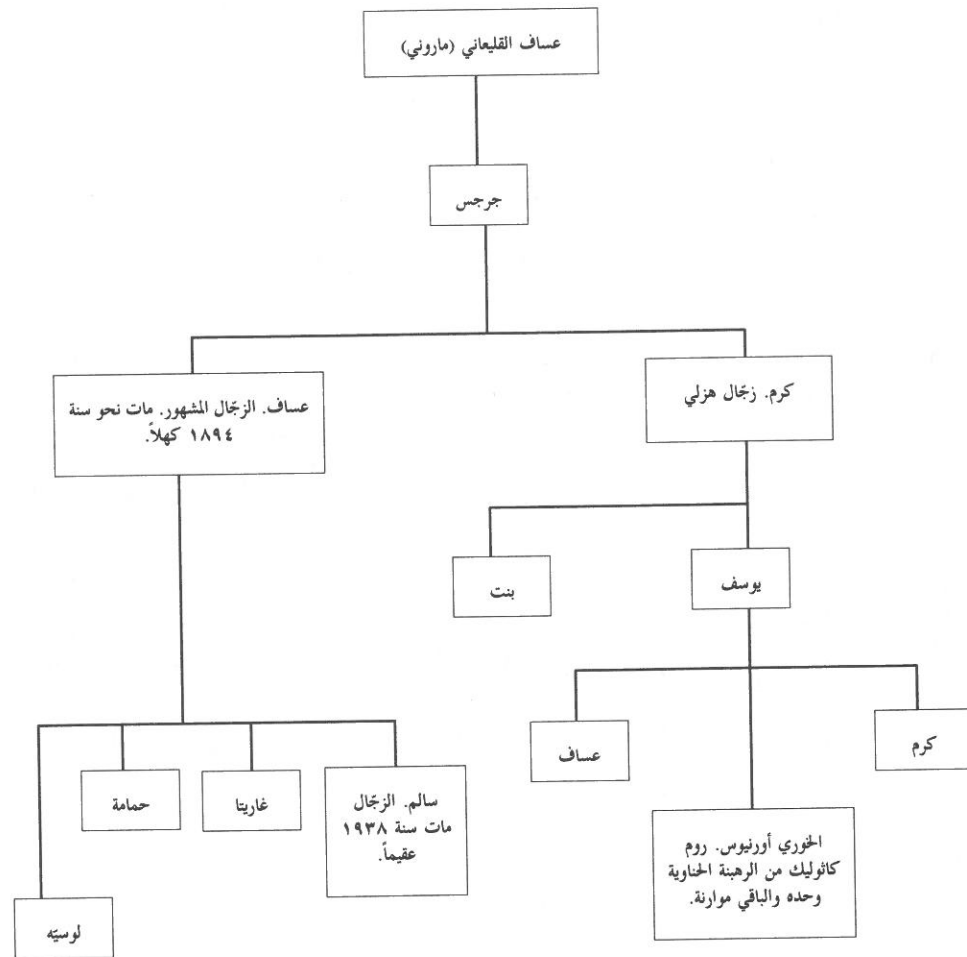 عساف القليعاني (ماروني)
جرجس
كرم. زجّال هزلي
عساف. الزجّال المشهور. مات نحو سنة
١٨٩٤ كهلاً.
يوسف
بنت
كرم
عساف
الخوري أورنيوس. روم
كاثوليك من الرهبنة الحناوية
وحده والباقي موارنة.
سالم. الزجّال
مات سنة ١٩٣٨
عقيماً.
غاريتا
حمامة
لوسيّه